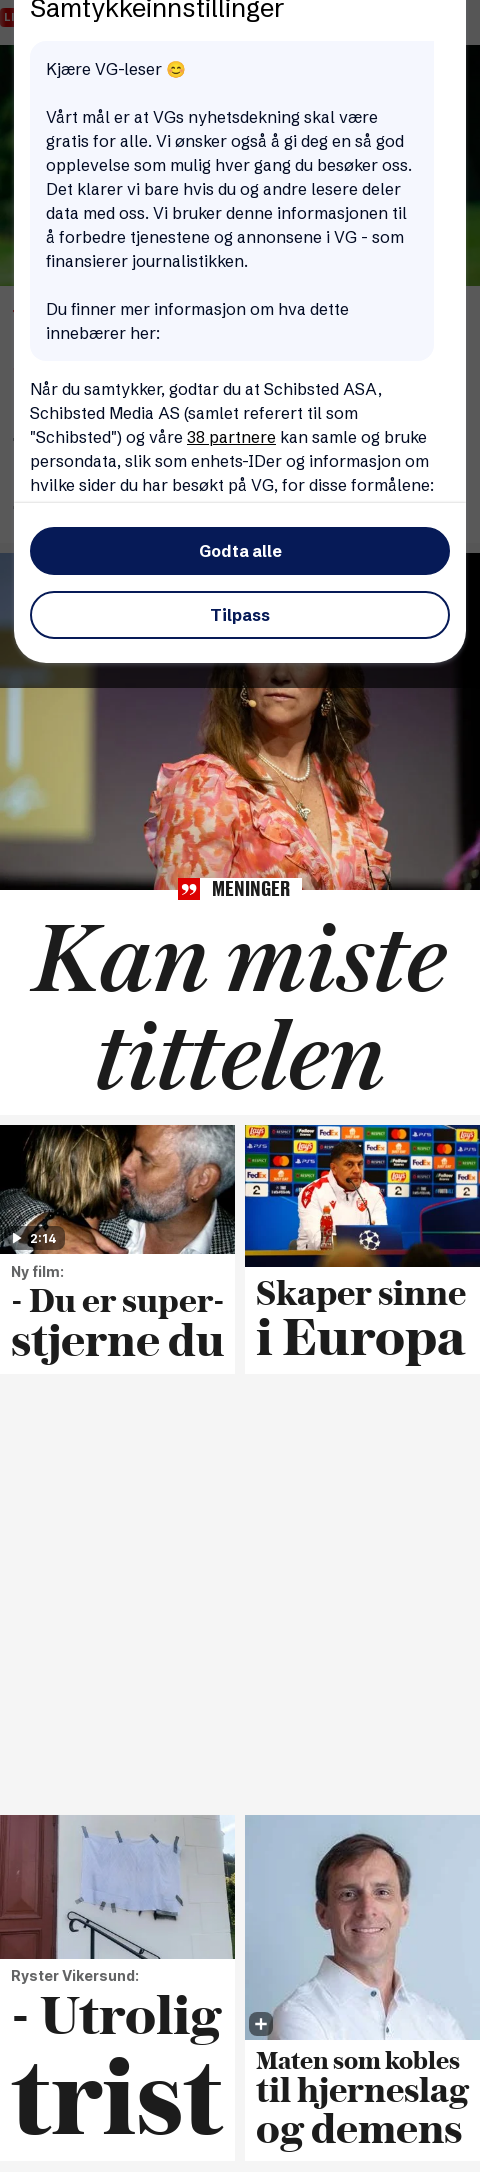 Samtykkeinnstillinger
Kjære VG-leser 😊
Vårt mål er at VGs nyhetsdekning skal være
gratis for alle. Vi ønsker også å gi deg en så god
opplevelse som mulig hver gang du besøker oss.
Det klarer vi bare hvis du og andre lesere deler
data med oss. Vi bruker denne informasjonen til
å forbedre tjenestene og annonsene i VG - som
finansierer journalistikken.
Du finner mer informasjon om hva dette
innebærer her:
Når du samtykker, godtar du at Schibsted ASA,
Schibsted Media AS (samlet referert til som
"Schibsted") og våre 38 partnere kan samle og bruke
persondata, slik som enhets-IDer og informasjon om
hvilke sider du har besøkt på VG, for disse formålene:
Godta alle
Tilpass
MENINGER
Kan miste
tittelen
2:14
Ny film:
- Du er super-
stjerne du
Skaper sinne
i Europa
Ryster Vikersund:
- Utrolig
trist
Maten som kobles
til hjerneslag
og demens